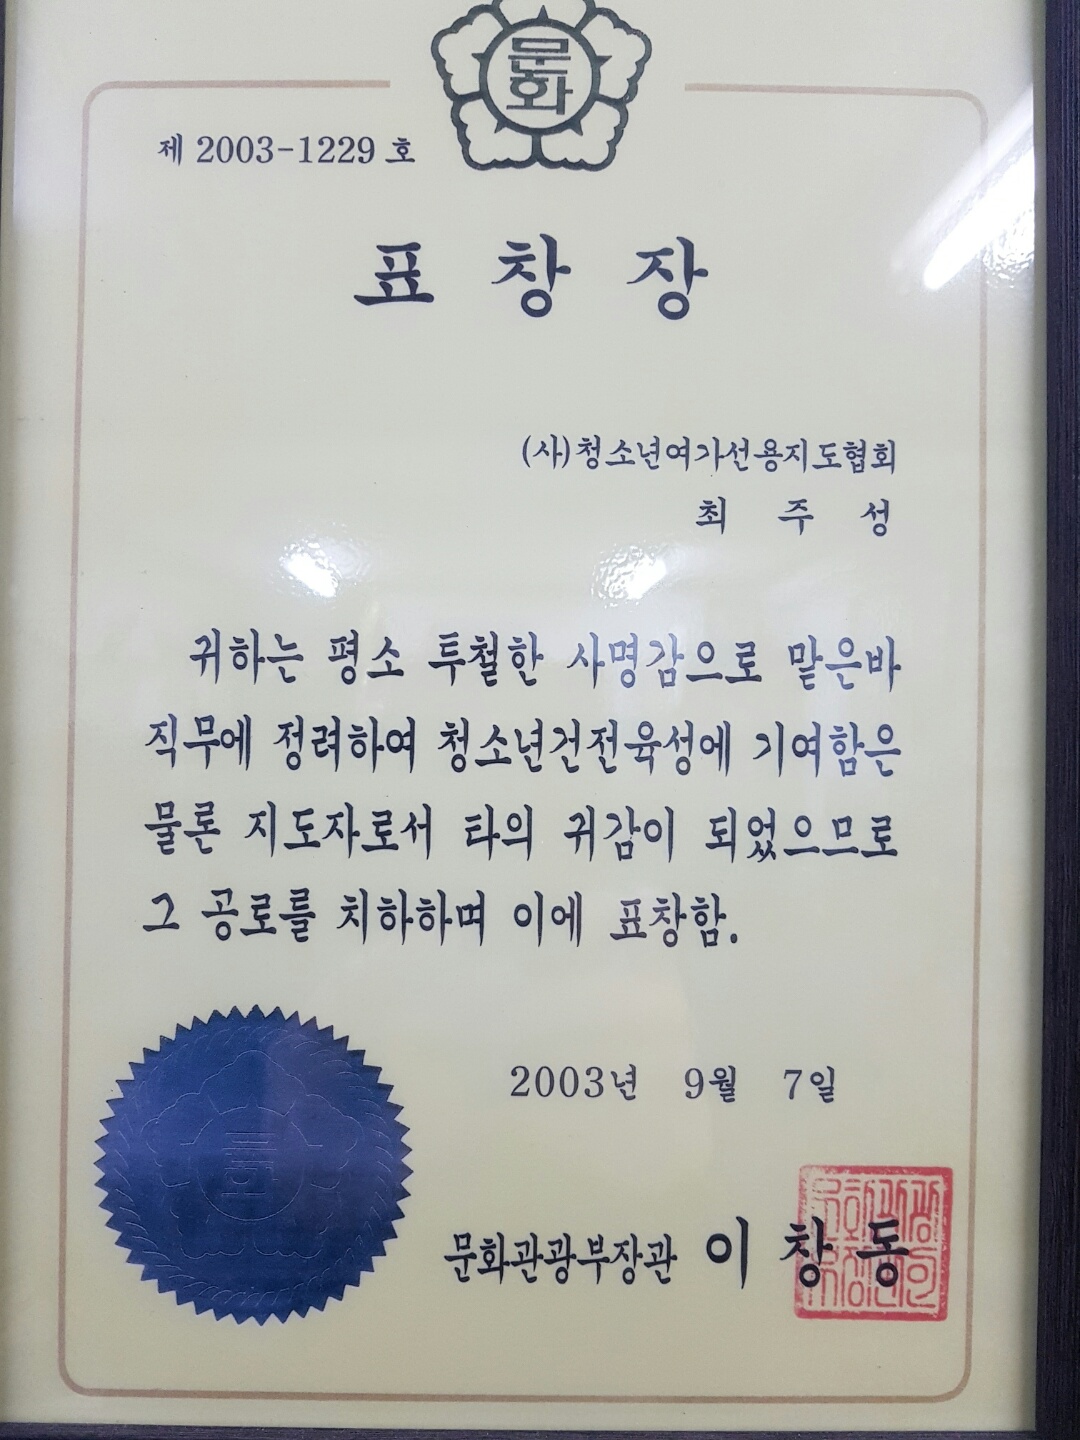 문화
제 2003-1229 호
표 창 장
(사)청소년여가선용지도협회
최 주 성
귀하는 평소 투철한 사명감으로 맡은바
직무에 정려하여 청소년건전육성에 기여함은
물론 지도자로서 타의 귀감이 되었으므로
그 공로를 치하하며 이에 표창함.
2003년 9월 7일
문화관광부장관 이 창 동